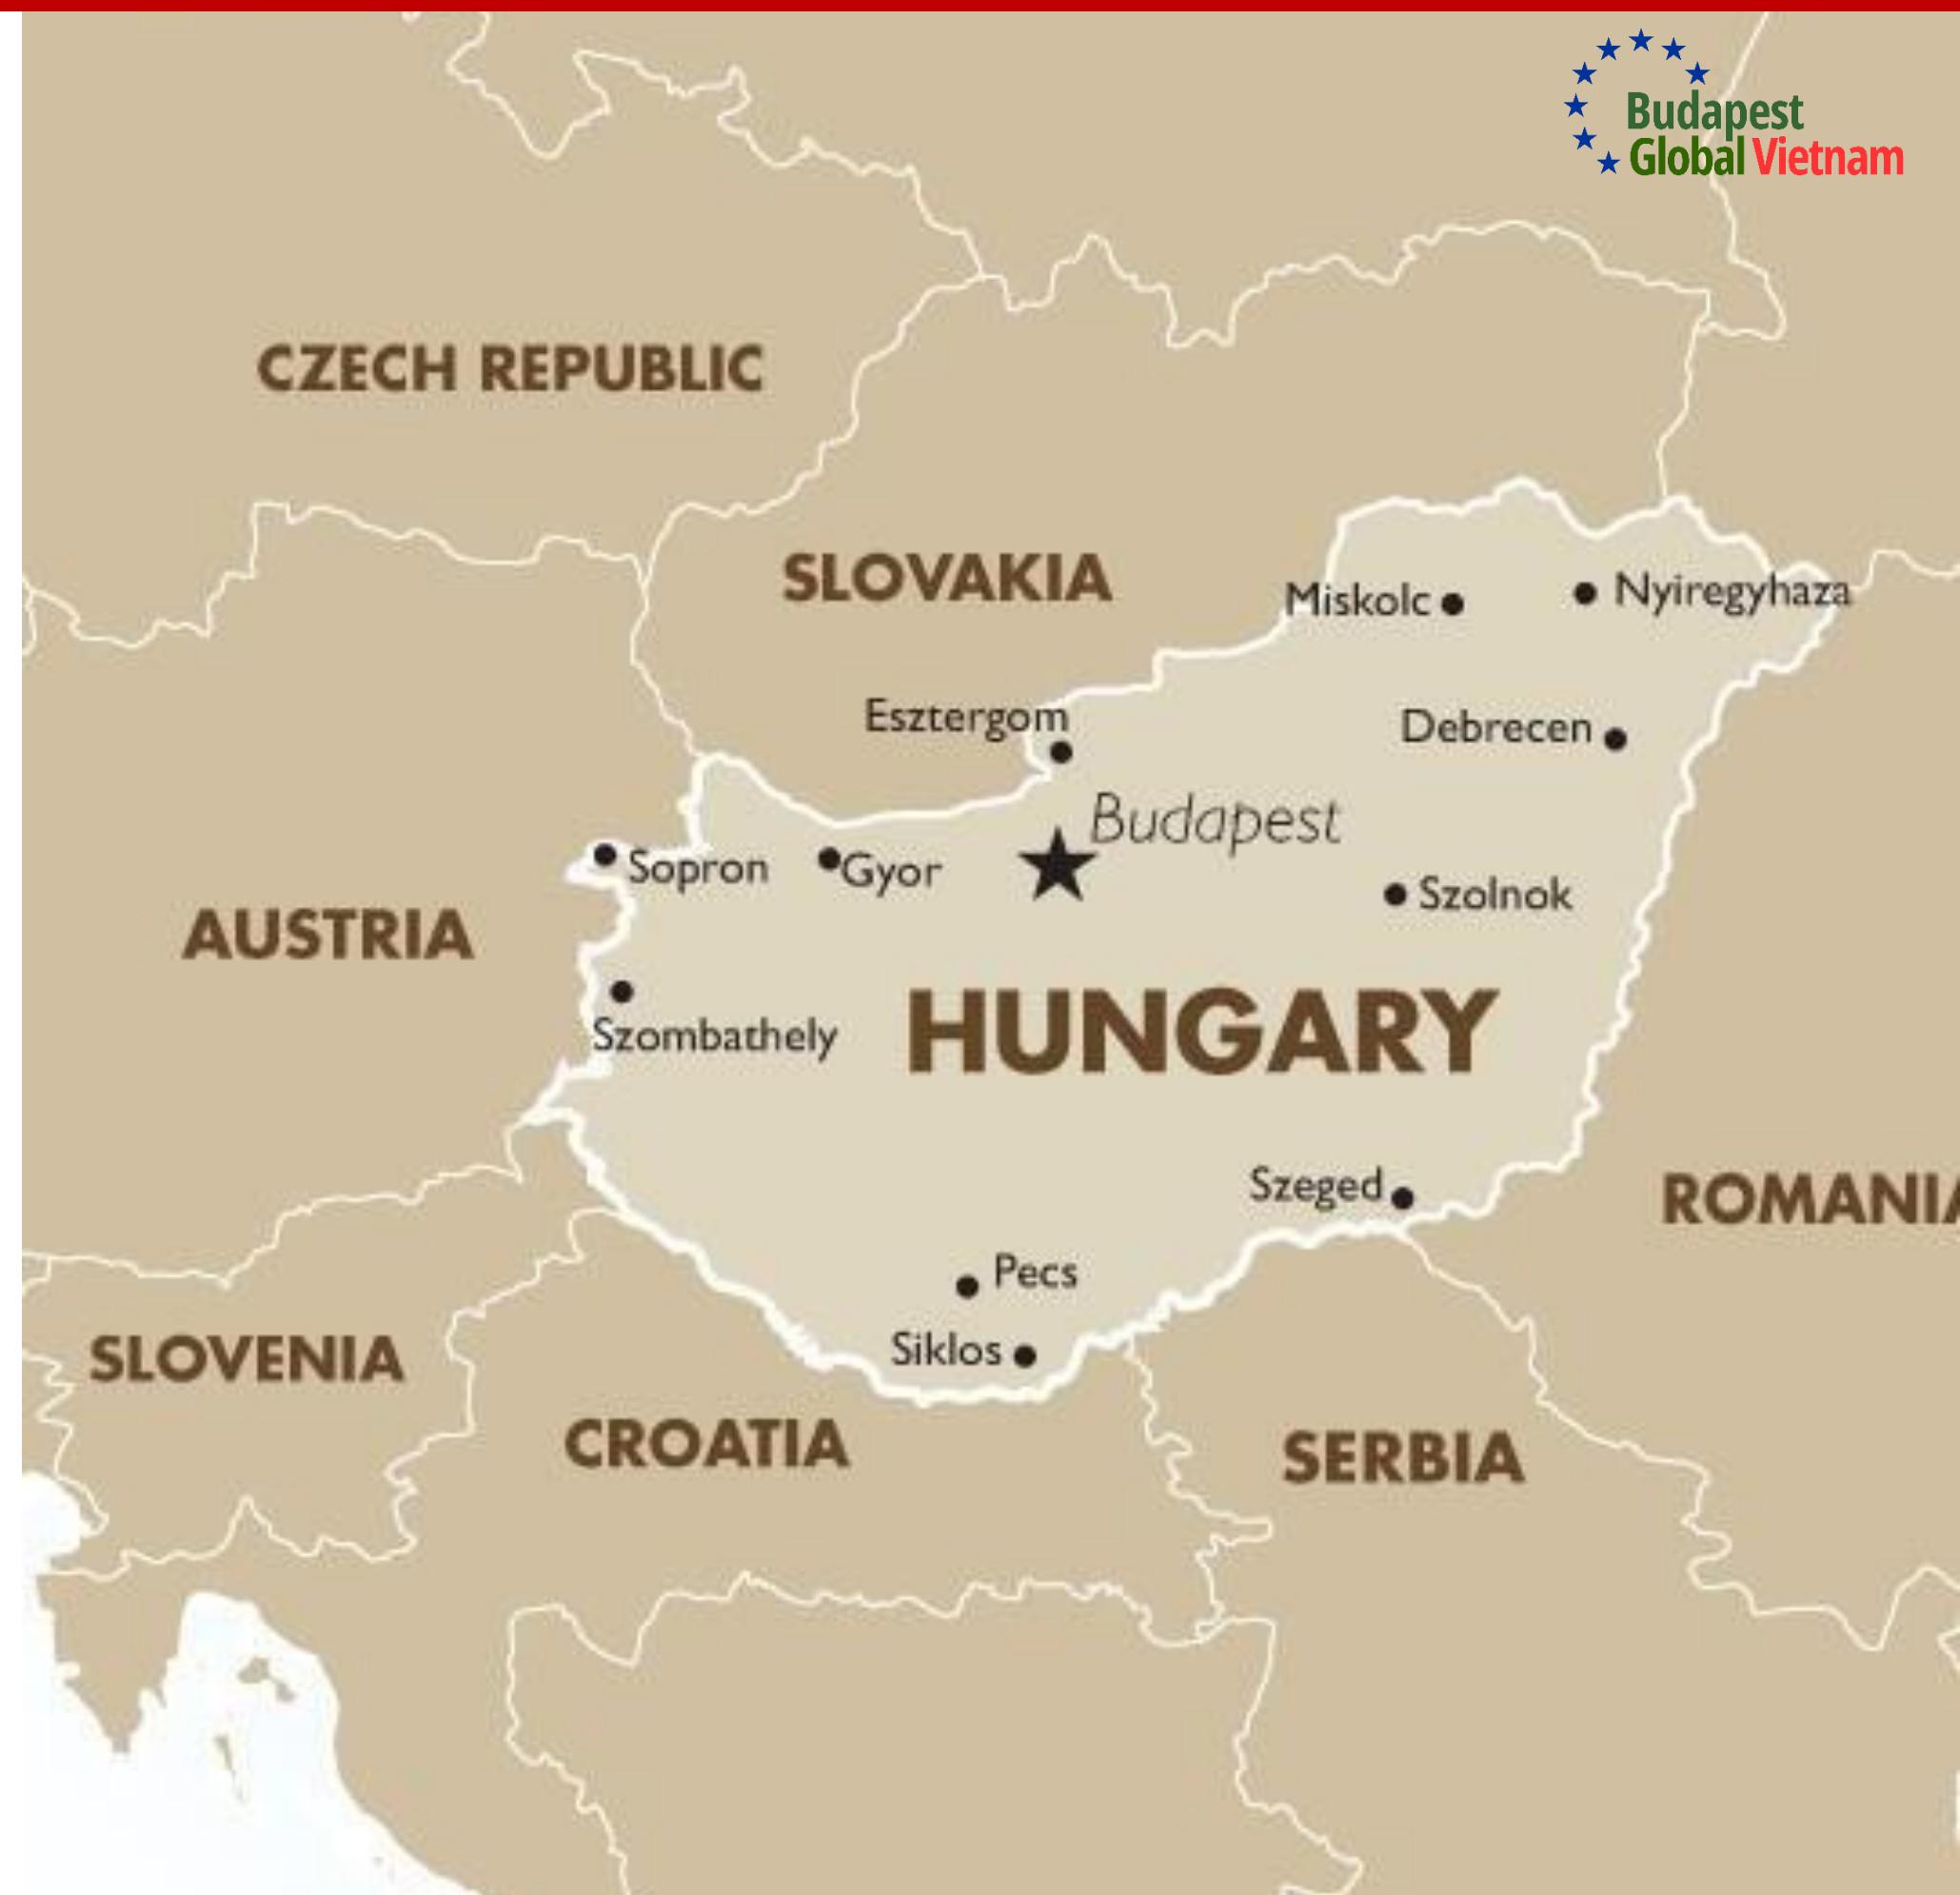 Budapest
Global Vietnam
CZECH REPUBLIC
SLOVAKIA
Miskolc
Nyiregyhaza
Esztergom
Debrecen
Budapest
Sopron
Gyor
Szolnok
AUSTRIA
Szombathely
HUNGARY
Szeged
ROMANIA
Pecs
Siklos
SLOVENIA
CROATIA
SERBIA